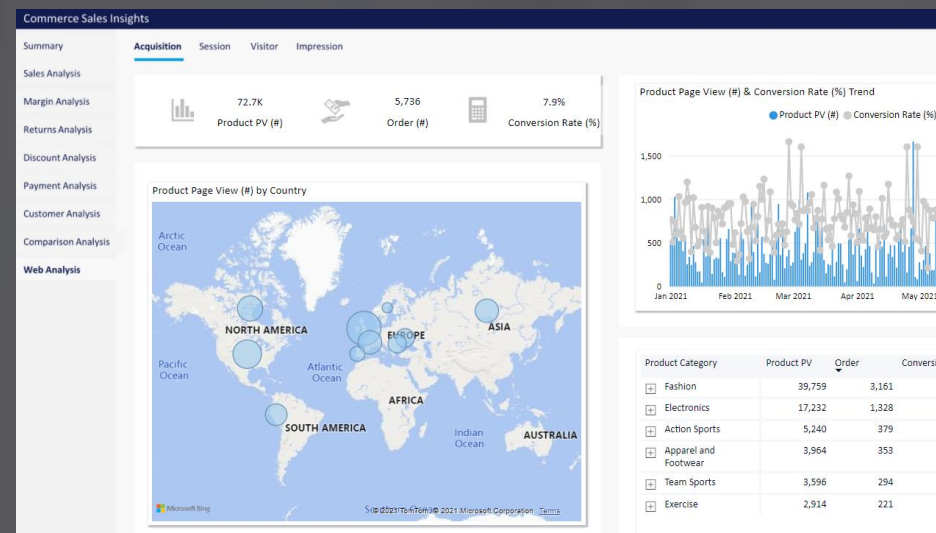 Commerce Sales Insights
Summary
Sales Analysis
Margin Analysis
Returns Analysis
Discount Analysis
Payment Analysis
Customer Analysis
Comparison Analysis
Web Analysis
Acquisition Session Visitor Impression
72.7K
Product PV (#)
5,736
Order (#)
7.9%
Conversion Rate (%)
Product Page View (#) by Country
Arctic
Ocean
NORTH AMERICA
EUROPE
ASIA
Pacific
Ocean
Atlantic
Ocean
AFRICA
SOUTH AMERICA
Indian
Ocean
AUSTRALIA
Microsoft Bing
© 2021 TomTom © 2021 Microsoft Corporation Terms
Product Page View (#) & Conversion Rate (%) Trend
Product PV (#) Conversion Rate (%)
1,500
1,000
500
0
Jan 2021 Feb 2021 Mar 2021 Apr 2021 May 2021
Product Category Product PV Order Conversi
Fashion 39,759 3,161
Electronics 17,232 1,328
Action Sports 5,240 379
Apparel and
Footwear 3,964 353
Team Sports 3,596 294
Exercise 2,914 221